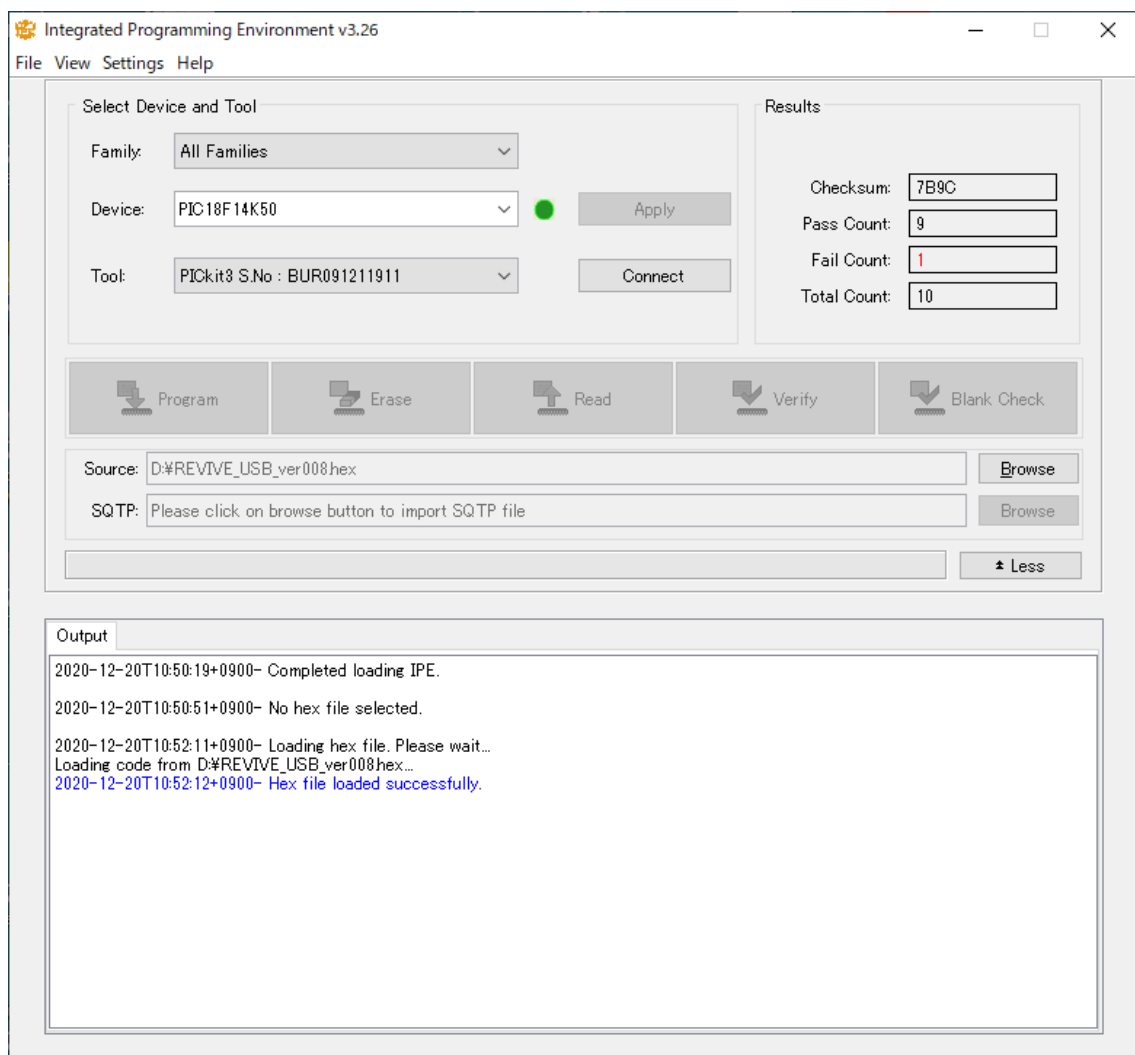 Integrated Programming Environment v3.26
File View Settings Help
Select Device and Tool
Family: All Families
Device: PIC18F14K50 Apply
Tool: PICkit3 S.No : BUR091211911 Connect
Results
Checksum: 7B9C
Pass Count: 9
Fail Count: 1
Total Count: 10
Program Erase Read Verify Blank Check
Source: D:¥REVIVE_USB_ver008.hex Browse
SQTP: Please click on browse button to import SQTP file Browse
Less
Output
2020-12-20T10:50:19+0900- Completed loading IPE.
2020-12-20T10:50:51+0900- No hex file selected.
2020-12-20T10:52:11+0900- Loading hex file. Please wait...
Loading code from D:¥REVIVE_USB_ver008.hex...
2020-12-20T10:52:12+0900- Hex file loaded successfully.